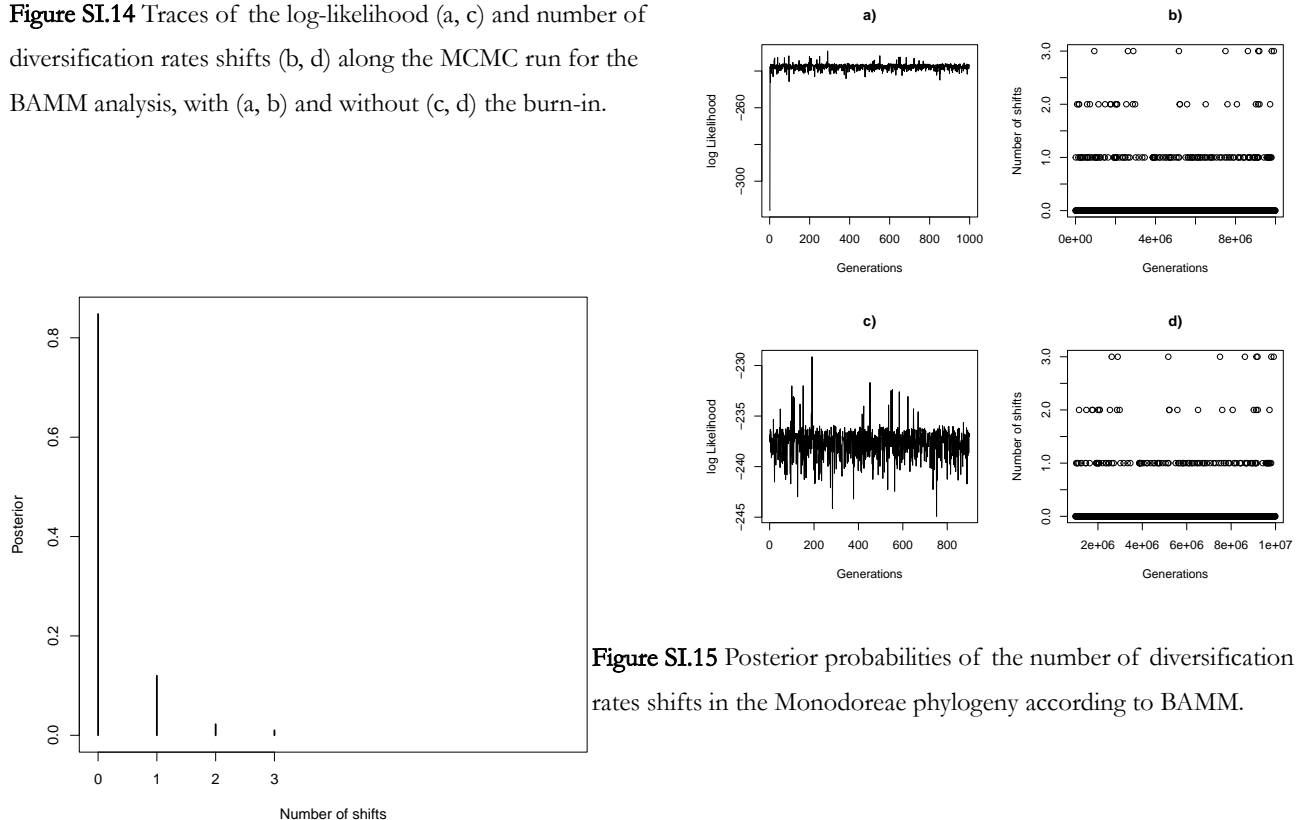 Figure SI.14 Traces of the log-likelihood (a, c) and number of
diversification rates shifts (b, d) along the MCMC run for the
BAMM analysis, with (a, b) and without (c, d) the burn-in.
a)
log Likelihood
-260
-300
0 200 400 600 800 1000
Generations
b)
Number of shifts
3.0
2.0
1.0
0.0
0e+00 4e+06 8e+06
Generations
c)
log Likelihood
-230
-235
-240
-245
0 200 400 600 800
Generations
d)
Number of shifts
3.0
2.0
1.0
0.0
2e+06 4e+06 6e+06 8e+06 1e+07
Generations
Posterior
0.8
0.6
0.4
0.2
0.0
0 1 2 3
Number of shifts
Figure SI.15 Posterior probabilities of the number of diversification
rates shifts in the Monodoreae phylogeny according to BAMM.